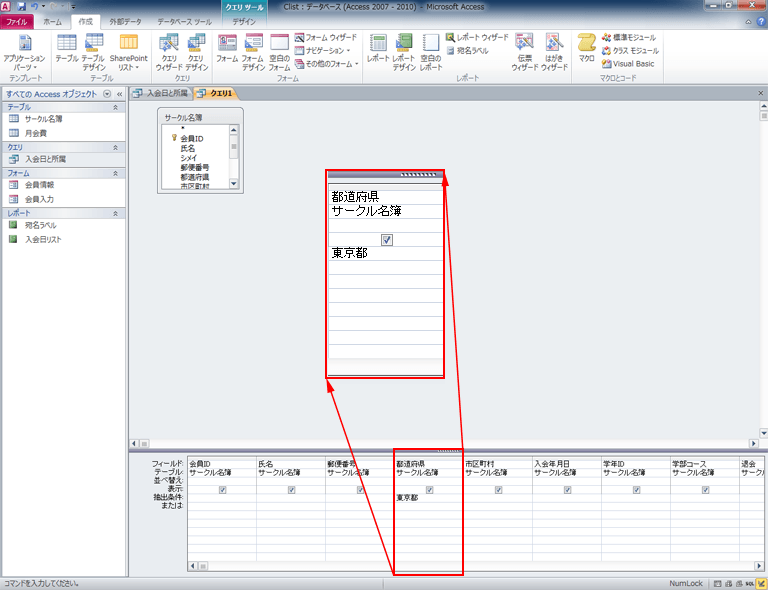 クエリ ツール
Clist : データベース (Access 2007 - 2010) - Microsoft Access
ファイル ホーム 作成 外部データ データベース ツール デザイン
アプリケーション パーツ
テーブル
テーブル デザイン
SharePoint リスト
クエリ ウィザード
クエリ デザイン
フォーム
フォーム デザイン
空白の フォーム
フォーム ウィザード
ナビゲーション
その他のフォーム
レポート
レポート デザイン
空白の レポート
レポート ウィザード
宛名ラベル
伝票 ウィザード
はがき ウィザード
マクロ
標準モジュール
クラス モジュール
Visual Basic
テンプレート テーブル クエリ フォーム レポート マクロとコード
すべての Access オブジェクト
テーブル
サークル名簿
月会費
クエリ
入会日と所属
フォーム
会員情報
会員入力
レポート
宛名ラベル
入会日リスト
入会日と所属 クエリ1
サークル名簿
*
会員ID
氏名
シメイ
郵便番号
都道府県
市区町村
都道府県
サークル名簿
東京都
フィールド: 会員ID 氏名 郵便番号 都道府県 市区町村 入会年月日 学年ID 学部コース 退会
テーブル: サークル名簿 サークル名簿 サークル名簿 サークル名簿 サークル名簿 サークル名簿 サークル名簿 サークル名簿 サークル
並べ替え:
表示:
抽出条件: 東京都
または:
コマンドを入力してください。 NumLock SQL